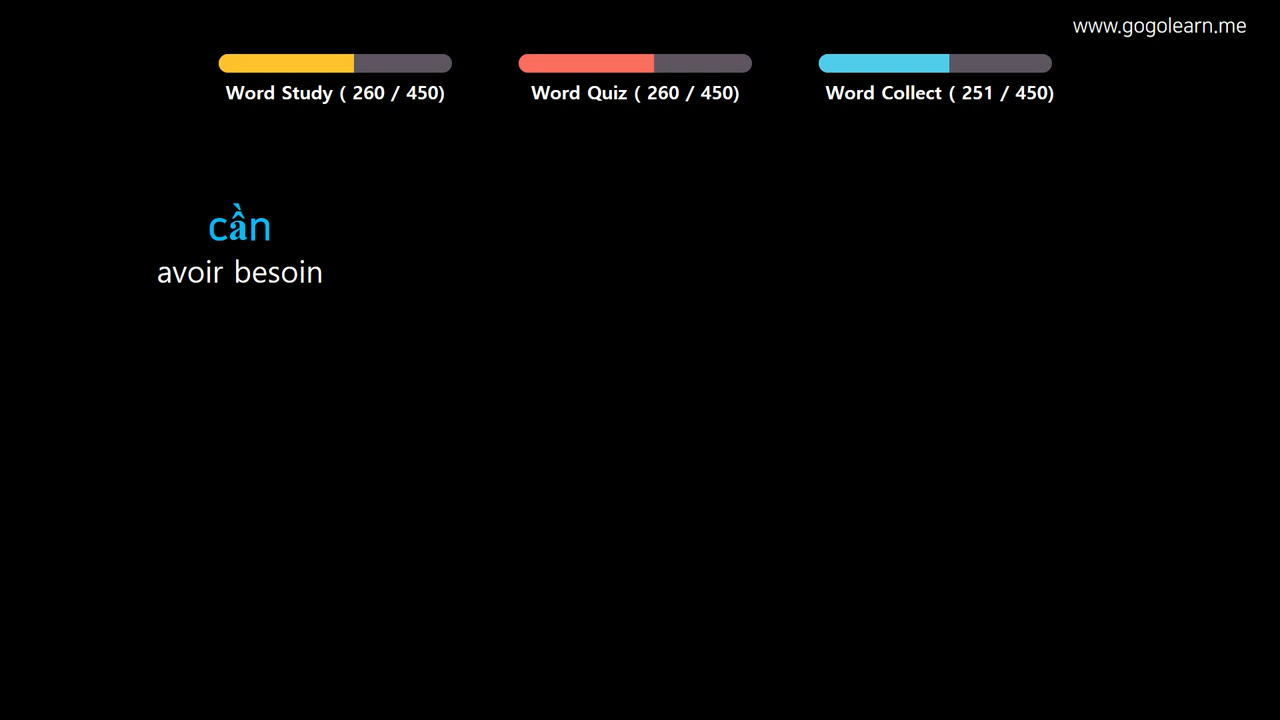 www.gogolearn.me
Word Study ( 260 / 450)
Word Quiz ( 260 / 450)
Word Collect ( 251 / 450)
cần
avoir besoin